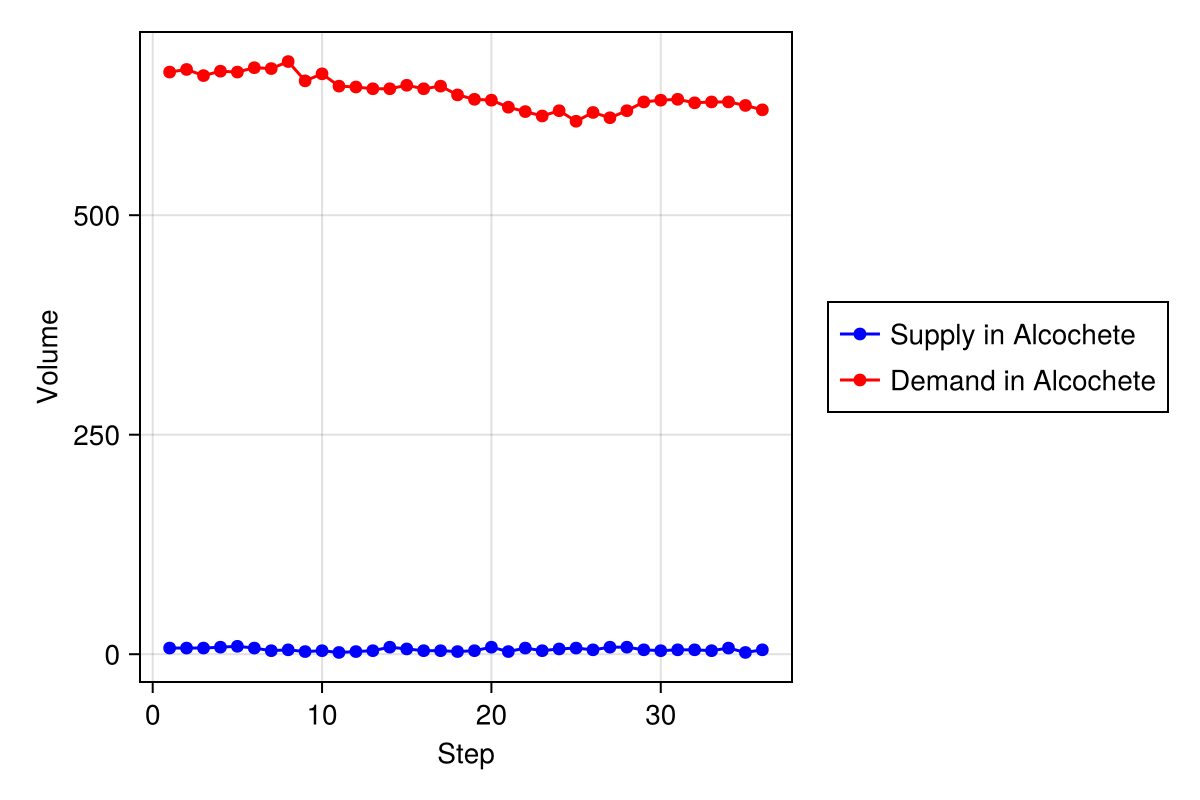 500
250
0
0 10 20 30
Volume
Step
Supply in Alcochete
Demand in Alcochete